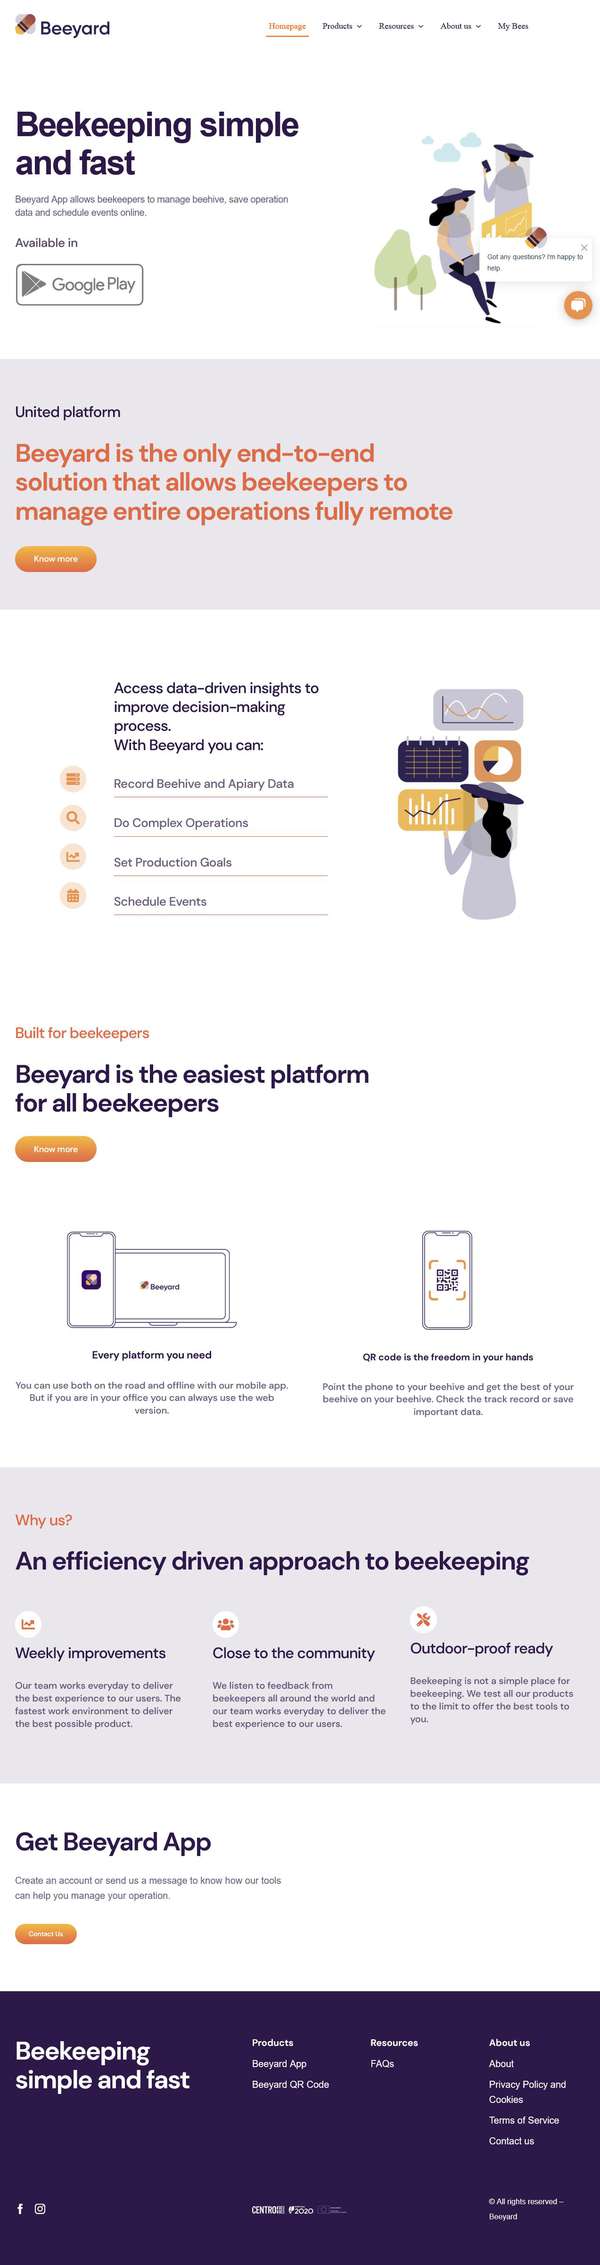 Beeyard
Homepage Products Resources About us My Bees
Beekeeping simple
and fast
Beeyard App allows beekeepers to manage beehive, save operation
data and schedule events online.
Available in
Google Play
Got any questions? I'm happy to
help.
United platform
Beeyard is the only end-to-end
solution that allows beekeepers to
manage entire operations fully remote
Know more
Access data-driven insights to
improve decision-making
process.
With Beeyard you can:
Record Beehive and Apiary Data
Do Complex Operations
Set Production Goals
Schedule Events
Built for beekeepers
Beeyard is the easiest platform
for all beekeepers
Know more
Beeyard
Every platform you need
You can use both on the road and offline with our mobile app.
But if you are in your office you can always use the web
version.
QR code is the freedom in your hands
Point the phone to your beehive and get the best of your
beehive on your beehive. Check the track record or save
important data.
Why us?
An efficiency driven approach to beekeeping
Weekly improvements
Our team works everyday to deliver
the best experience to our users. The
fastest work environment to deliver
the best possible product.
Close to the community
We listen to feedback from
beekeepers all around the world and
our team works everyday to deliver the
best experience to our users.
Outdoor-proof ready
Beekeeping is not a simple place for
beekeeping. We test all our products
to the limit to offer the best tools to
you.
Get Beeyard App
Create an account or send us a message to know how our tools
can help you manage your operation.
Contact Us
Beekeeping
simple and fast
Products
Beeyard App
Beeyard QR Code
Resources
FAQs
About us
About
Privacy Policy and
Cookies
Terms of Service
Contact us
CENTRO 2020
© All rights reserved –
Beeyard